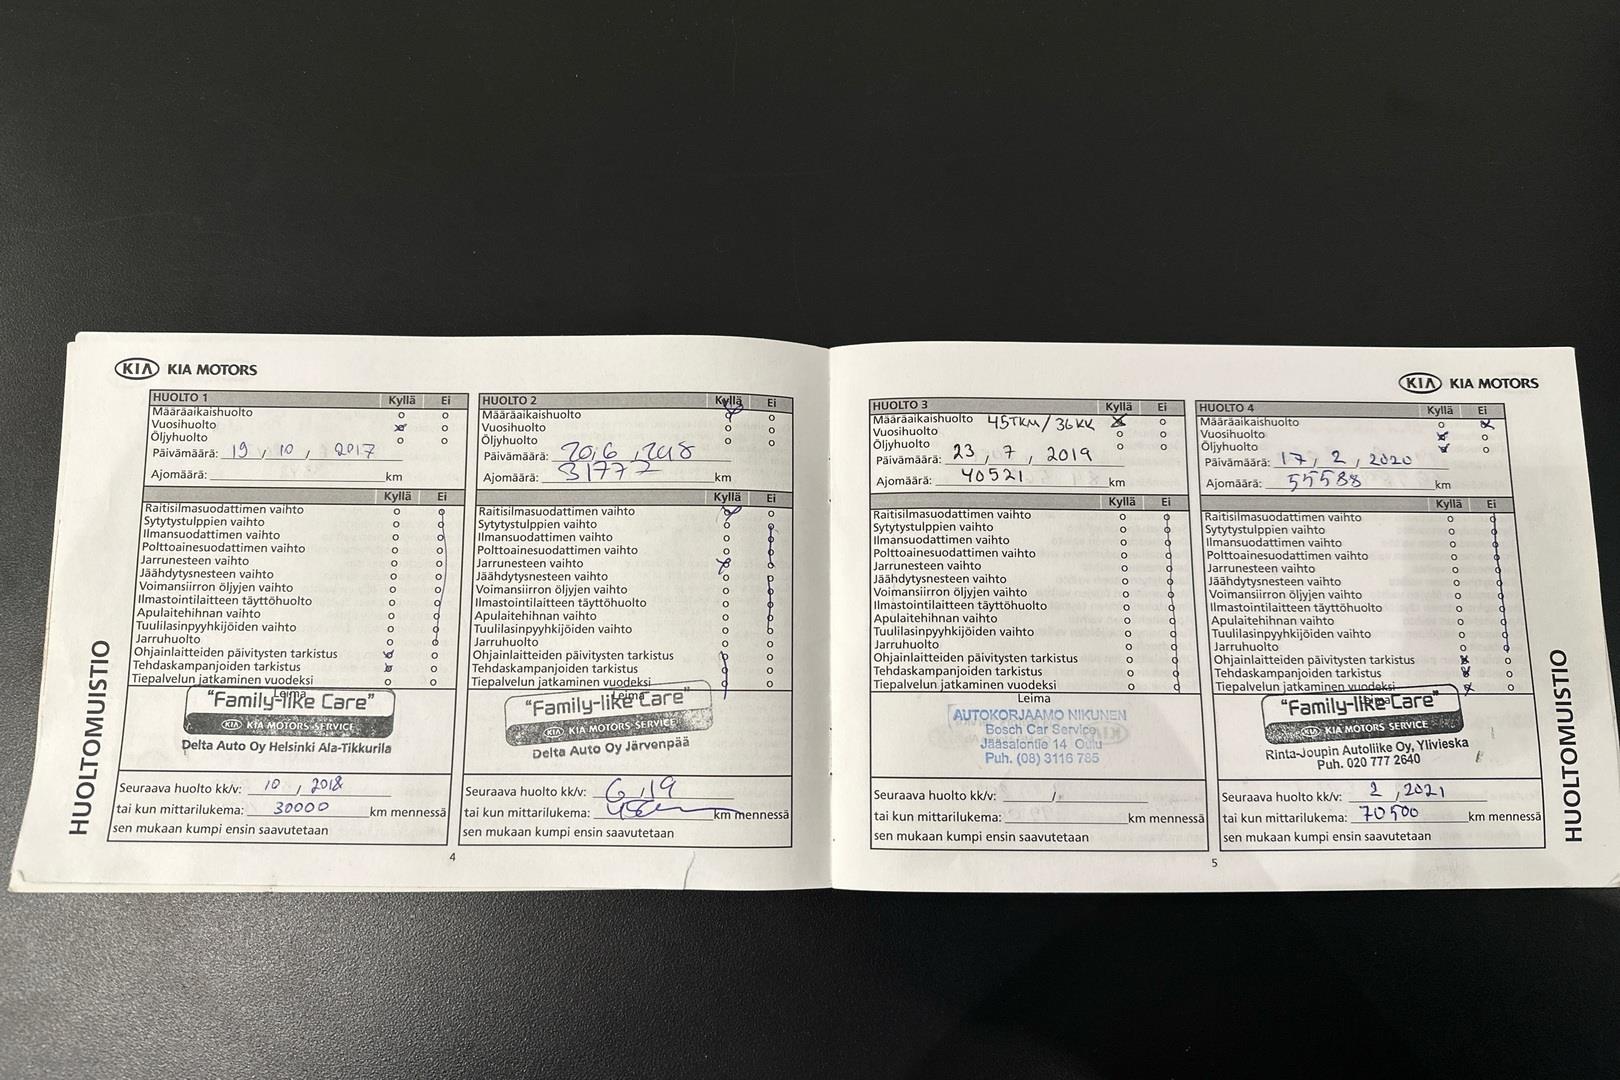 KIA KIA MOTORS
HUOLTOMUISTIO
HUOLTO 1 Kyllä Ei
Määräaikaishuolto
Vuosihuolto
Öljyhuolto
Päivämäärä: 19, 10, 2017
Ajomäärä: km
Kyllä Ei
Raitisilmasuodattimen vaihto
Sytytystulppien vaihto
Ilmansuodattimen vaihto
Polttoainesuodattimen vaihto
Jarrunesteen vaihto
Jäähdytysnesteen vaihto
Voimansiirron öljyjen vaihto
Ilmastointilaitteen täyttöhuolto
Apulaitehihnan vaihto
Tuulilasinpyyhkijöiden vaihto
Jarruhuolto
Ohjainlaitteiden päivitysten tarkistus
Tehdaskampanjoiden tarkistus
Tiepalvelun jatkaminen vuodeksi
Leima
"Family-like Care"
KIA KIA MOTORS SERVICE
Delta Auto Oy Helsinki Ala-Tikkurila
Seuraava huolto kk/v: 10, 2018
tai kun mittarilukema: 30000 km mennessä
sen mukaan kumpi ensin saavutetaan
HUOLTO 2 Kyllä Ei
Määräaikaishuolto
Vuosihuolto
Öljyhuolto
Päivämäärä: 20,6,2018
Ajomäärä: 31777 km
Kyllä Ei
Raitisilmasuodattimen vaihto
Sytytystulppien vaihto
Ilmansuodattimen vaihto
Polttoainesuodattimen vaihto
Jarrunesteen vaihto
Jäähdytysnesteen vaihto
Voimansiirron öljyjen vaihto
Ilmastointilaitteen täyttöhuolto
Apulaitehihnan vaihto
Tuulilasinpyyhkijöiden vaihto
Jarruhuolto
Ohjainlaitteiden päivitysten tarkistus
Tehdaskampanjoiden tarkistus
Tiepalvelun jatkaminen vuodeksi
Leima
"Family-like Care"
KIA KIA MOTORS SERVICE
Delta Auto Oy Järvenpää
Seuraava huolto kk/v: 6,19
tai kun mittarilukema: km mennessä
sen mukaan kumpi ensin saavutetaan
4
KIA KIA MOTORS
HUOLTO 3 Kyllä Ei
Määräaikaishuolto 45TKM/36KK
Vuosihuolto
Öljyhuolto
Päivämäärä: 23, 7, 2019
Ajomäärä: 40521 km
Kyllä Ei
Raitisilmasuodattimen vaihto
Sytytystulppien vaihto
Ilmansuodattimen vaihto
Polttoainesuodattimen vaihto
Jarrunesteen vaihto
Jäähdytysnesteen vaihto
Voimansiirron öljyjen vaihto
Ilmastointilaitteen täyttöhuolto
Apulaitehihnan vaihto
Tuulilasinpyyhkijöiden vaihto
Jarruhuolto
Ohjainlaitteiden päivitysten tarkistus
Tehdaskampanjoiden tarkistus
Tiepalvelun jatkaminen vuodeksi
Leima
AUTOKORJAAMO NIKUNEN
Bosch Car Service
Jääsalontie 14 Oulu
Puh. (08) 3116 785
Seuraava huolto kk/v: ,
tai kun mittarilukema: km mennessä
sen mukaan kumpi ensin saavutetaan
HUOLTO 4 Kyllä Ei
Määräaikaishuolto
Vuosihuolto
Öljyhuolto
Päivämäärä: 17, 2, 2020
Ajomäärä: 55588 km
Kyllä Ei
Raitisilmasuodattimen vaihto
Sytytystulppien vaihto
Ilmansuodattimen vaihto
Polttoainesuodattimen vaihto
Jarrunesteen vaihto
Jäähdytysnesteen vaihto
Voimansiirron öljyjen vaihto
Ilmastointilaitteen täyttöhuolto
Apulaitehihnan vaihto
Tuulilasinpyyhkijöiden vaihto
Jarruhuolto
Ohjainlaitteiden päivitysten tarkistus
Tehdaskampanjoiden tarkistus
Tiepalvelun jatkaminen vuodeksi
"Family-like Care"
KIA KIA MOTORS SERVICE
Rinta-Joupin Autoliike Oy, Ylivieska
Puh. 020 777 2640
Seuraava huolto kk/v: 2, 2021
tai kun mittarilukema: 70500 km mennessä
sen mukaan kumpi ensin saavutetaan
5
HUOLTOMUISTIO